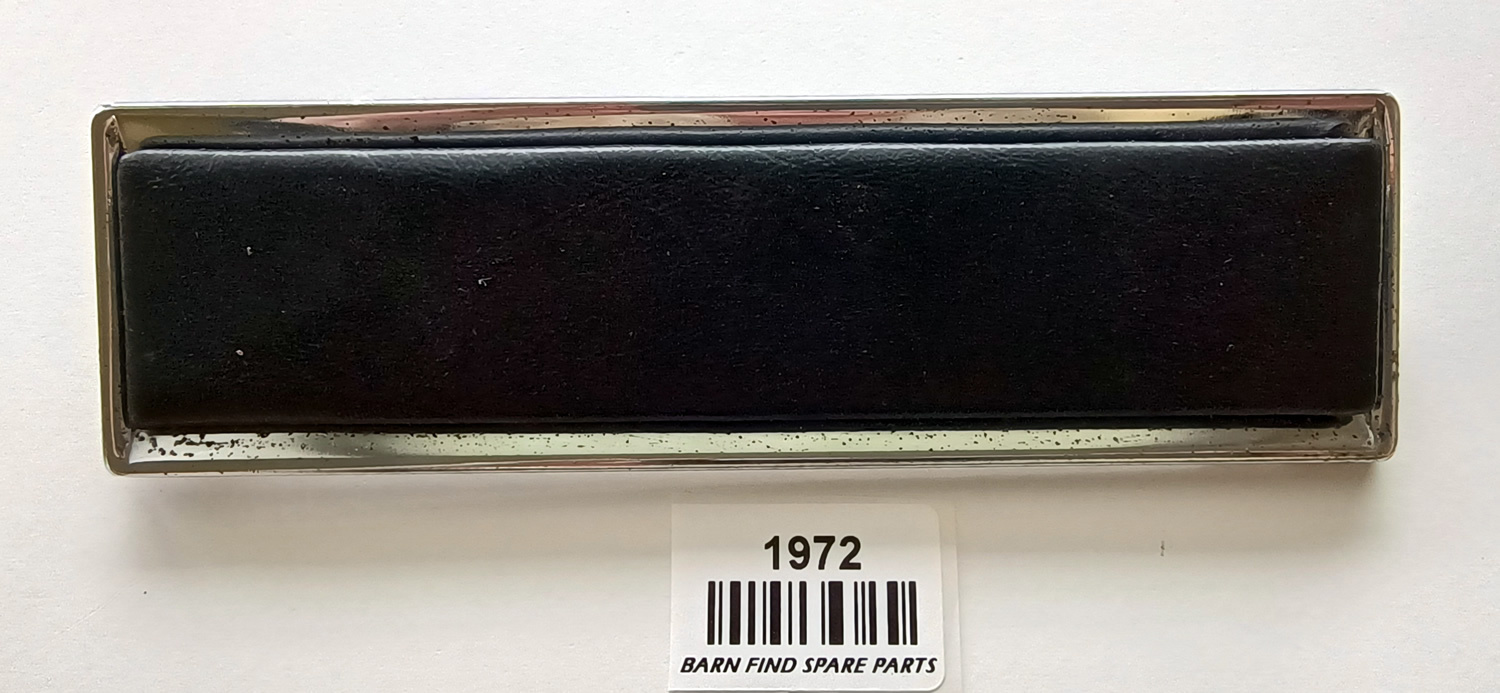 1972
BARN FIND SPARE PARTS